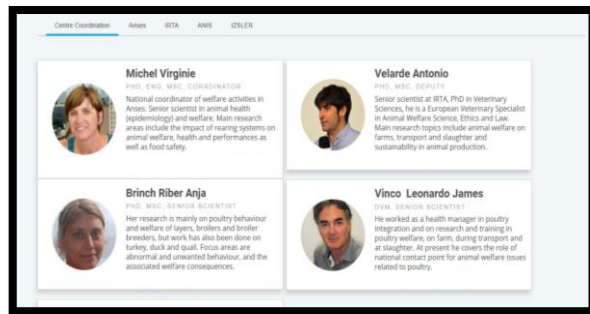 Centre Coordination Anses IRTA ANIS IZSLER
Michel Virginie
PHD, ENG, MSC, COORDINATOR
National coordinator of welfare activities in
Anses. Senior scientist in animal health
(epidemiology) and welfare. Main research
areas include the impact of rearing systems on
animal welfare, health and performances as
well as food safety.
Velarde Antonio
PHD, MSC, DEPUTY
Senior scientist at IRTA, PhD in Veterinary
Sciences, he is a European Veterinary Specialist
in Animal Welfare Science, Ethics and Law.
Main research topics include animal welfare on
farms, transport and slaughter and
sustainability in animal production.
Brinch Riber Anja
PHD, MSC, SENIOR SCIENTIST
Her research is mainly on poultry behaviour
and welfare of layers, broilers and broiler
breeders, but work has also been done on
turkey, duck and quail. Focus areas are
abnormal and unwanted behaviour, and the
associated welfare consequences.
Vinco Leonardo James
DVM, SENIOR SCIENTIST
He worked as a health manager in poultry
integration and on research and training in
poultry welfare, on farm, during transport and
at slaughter. At present he covers the role of
national contact point for animal welfare issues
related to poultry.